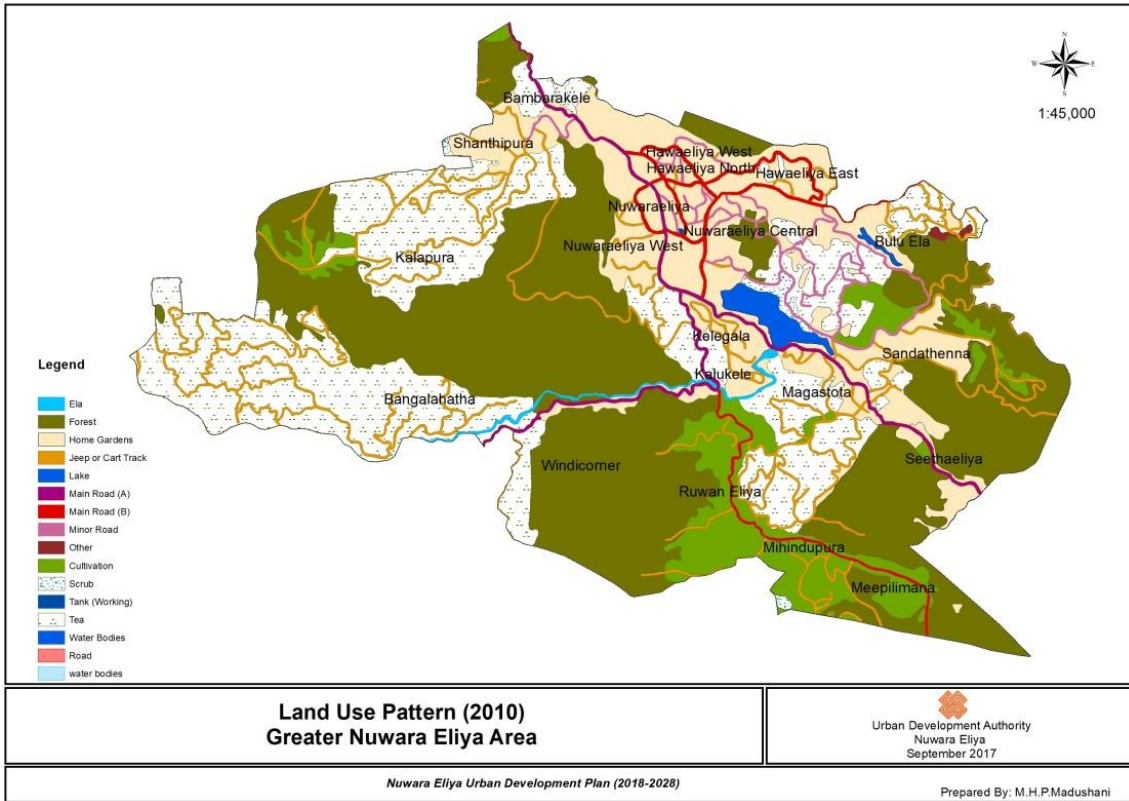 N
W
E
S
1:45,000
Bambarakele
Shanthipura
Hawaeliya West
Hawaeliya North
Hawaeliya East
Nuwaraeliya
Nuwaraeliya Central
Nuwaraeliya West
Bulu Ela
Kalapura
Kelegala
Sandathenna
Kalukele
Magastota
Bangalahatha
Windicorner
Seethaeliya
Ruwan Eliya
Mihindupura
Meepilimana
Legend
Ela
Forest
Home Gardens
Jeep or Cart Track
Lake
Main Road (A)
Main Road (B)
Minor Road
Other
Cultivation
Scrub
Tank (Working)
Tea
Water Bodies
Road
water bodies
Land Use Pattern (2010)
Greater Nuwara Eliya Area
Urban Development Authority
Nuwara Eliya
September 2017
Nuwara Eliya Urban Development Plan (2018-2028)
Prepared By: M.H.P.Madushani